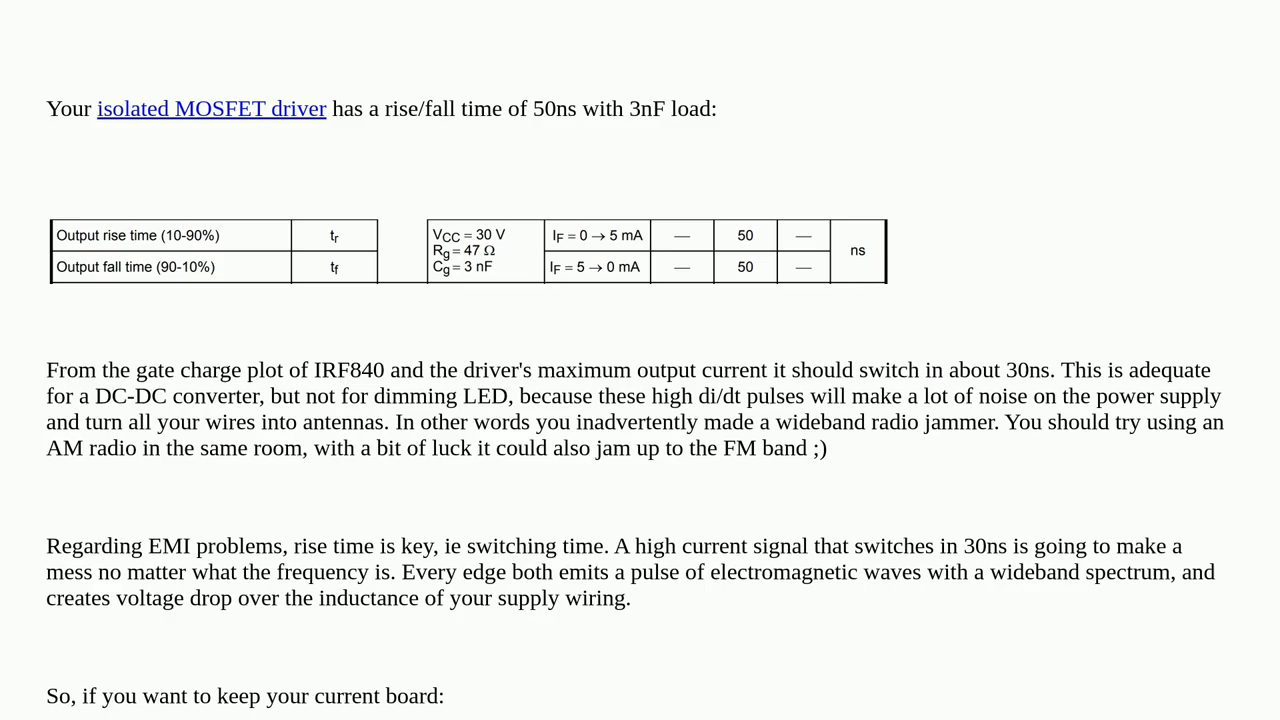 Your isolated MOSFET driver has a rise/fall time of 50ns with 3nF load:
Output rise time (10-90%) tr VCC = 30 V IF = 0 → 5 mA — 50 — ns
Rg = 47 Ω
Output fall time (90-10%) tf Cg = 3 nF IF = 5 → 0 mA — 50 —
From the gate charge plot of IRF840 and the driver's maximum output current it should switch in about 30ns. This is adequate
for a DC-DC converter, but not for dimming LED, because these high di/dt pulses will make a lot of noise on the power supply
and turn all your wires into antennas. In other words you inadvertently made a wideband radio jammer. You should try using an
AM radio in the same room, with a bit of luck it could also jam up to the FM band ;)
Regarding EMI problems, rise time is key, ie switching time. A high current signal that switches in 30ns is going to make a
mess no matter what the frequency is. Every edge both emits a pulse of electromagnetic waves with a wideband spectrum, and
creates voltage drop over the inductance of your supply wiring.
So, if you want to keep your current board: